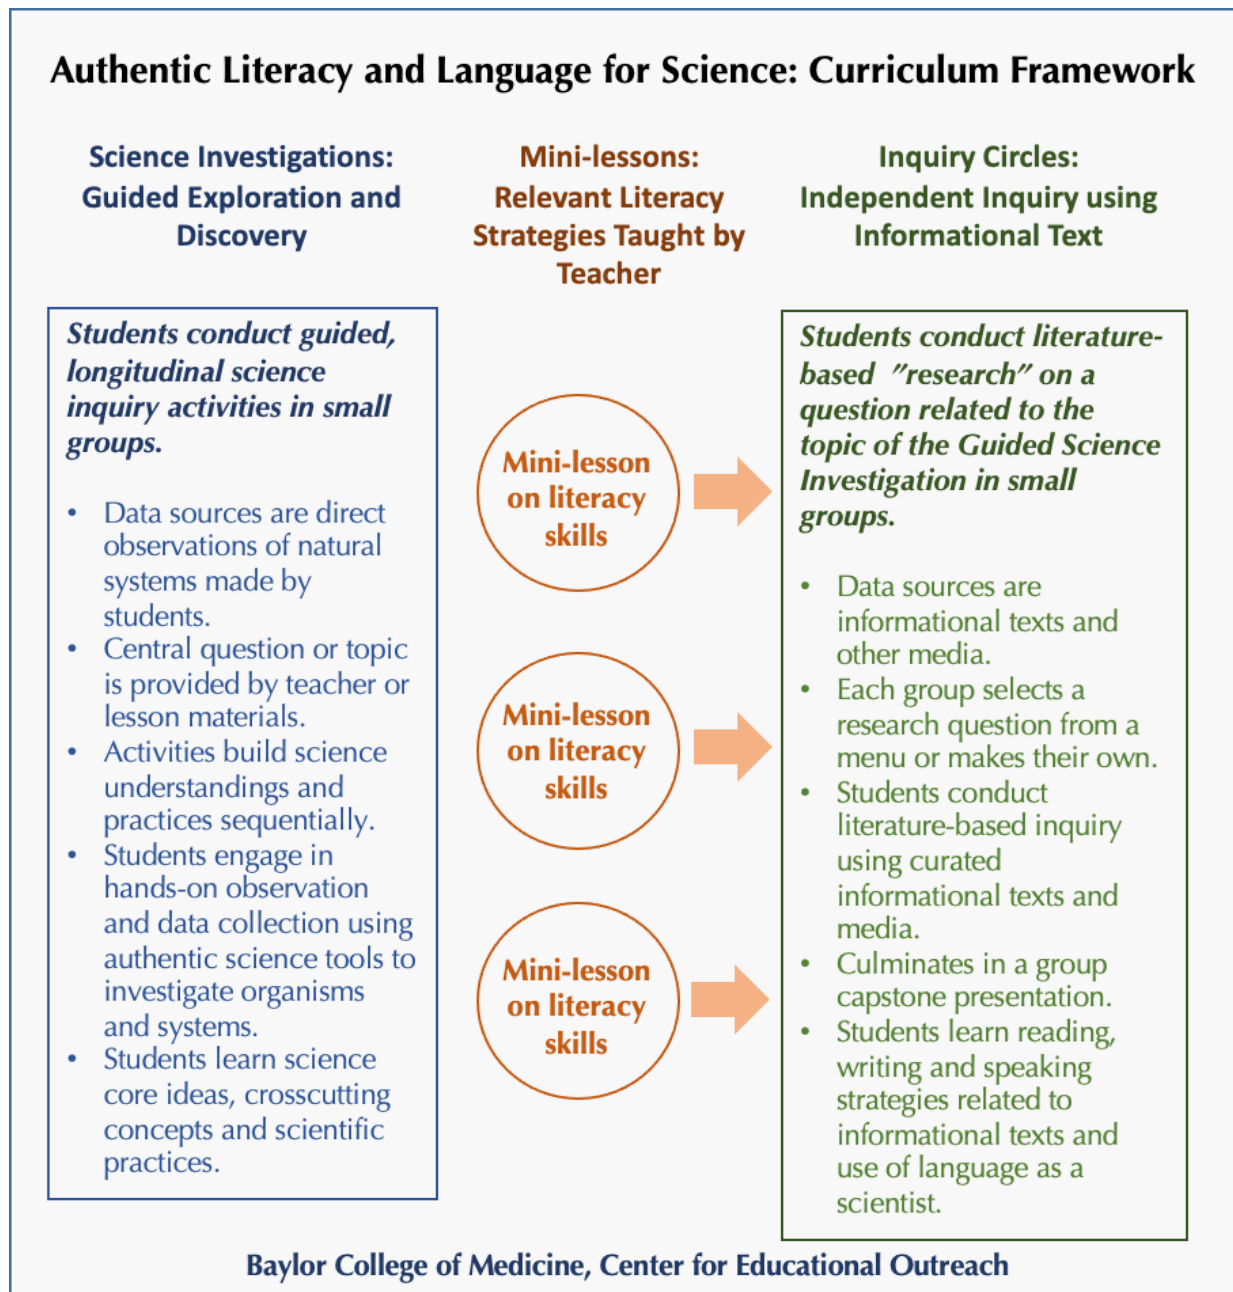 Authentic Literacy and Language for Science: Curriculum Framework
Science Investigations:
Guided Exploration and
Discovery
Students conduct guided,
longitudinal science
inquiry activities in small
groups.
• Data sources are direct
observations of natural
systems made by
students.
• Central question or topic
is provided by teacher or
lesson materials.
• Activities build science
understandings and
practices sequentially.
• Students engage in
hands-on observation
and data collection using
authentic science tools to
investigate organisms
and systems.
• Students learn science
core ideas, crosscutting
concepts and scientific
practices.
Mini-lessons:
Relevant Literacy
Strategies Taught by
Teacher
Mini-lesson
on literacy
skills
Mini-lesson
on literacy
skills
Mini-lesson
on literacy
skills
Inquiry Circles:
Independent Inquiry using
Informational Text
Students conduct literature-
based "research" on a
question related to the
topic of the Guided Science
Investigation in small
groups.
• Data sources are
informational texts and
other media.
• Each group selects a
research question from a
menu or makes their own.
• Students conduct
literature-based inquiry
using curated
informational texts and
media.
• Culminates in a group
capstone presentation.
• Students learn reading,
writing and speaking
strategies related to
informational texts and
use of language as a
scientist.
Baylor College of Medicine, Center for Educational Outreach